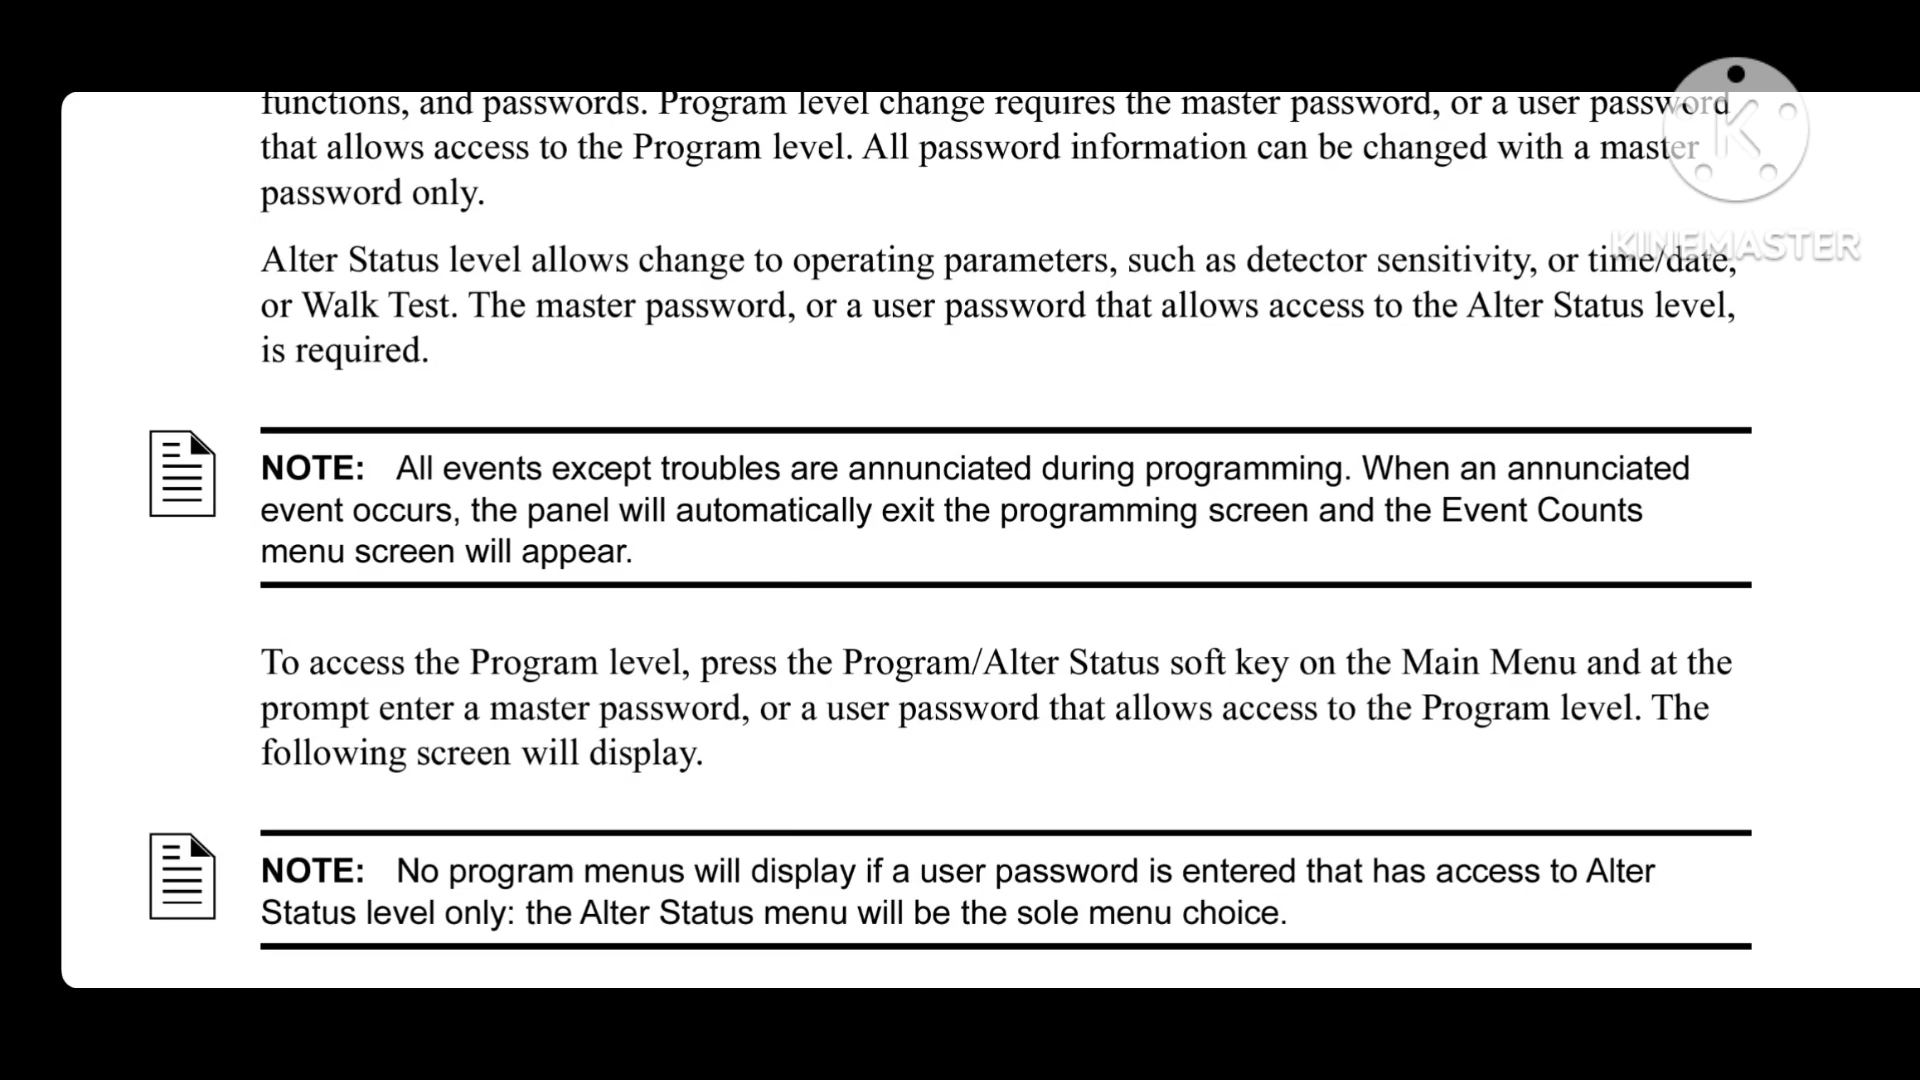 functions, and passwords. Program level change requires the master password, or a user password
that allows access to the Program level. All password information can be changed with a master
password only.
Alter Status level allows change to operating parameters, such as detector sensitivity, or time/date,
or Walk Test. The master password, or a user password that allows access to the Alter Status level,
is required.
NOTE: All events except troubles are annunciated during programming. When an annunciated
event occurs, the panel will automatically exit the programming screen and the Event Counts
menu screen will appear.
To access the Program level, press the Program/Alter Status soft key on the Main Menu and at the
prompt enter a master password, or a user password that allows access to the Program level. The
following screen will display.
NOTE: No program menus will display if a user password is entered that has access to Alter
Status level only: the Alter Status menu will be the sole menu choice.
K
KINEMASTER